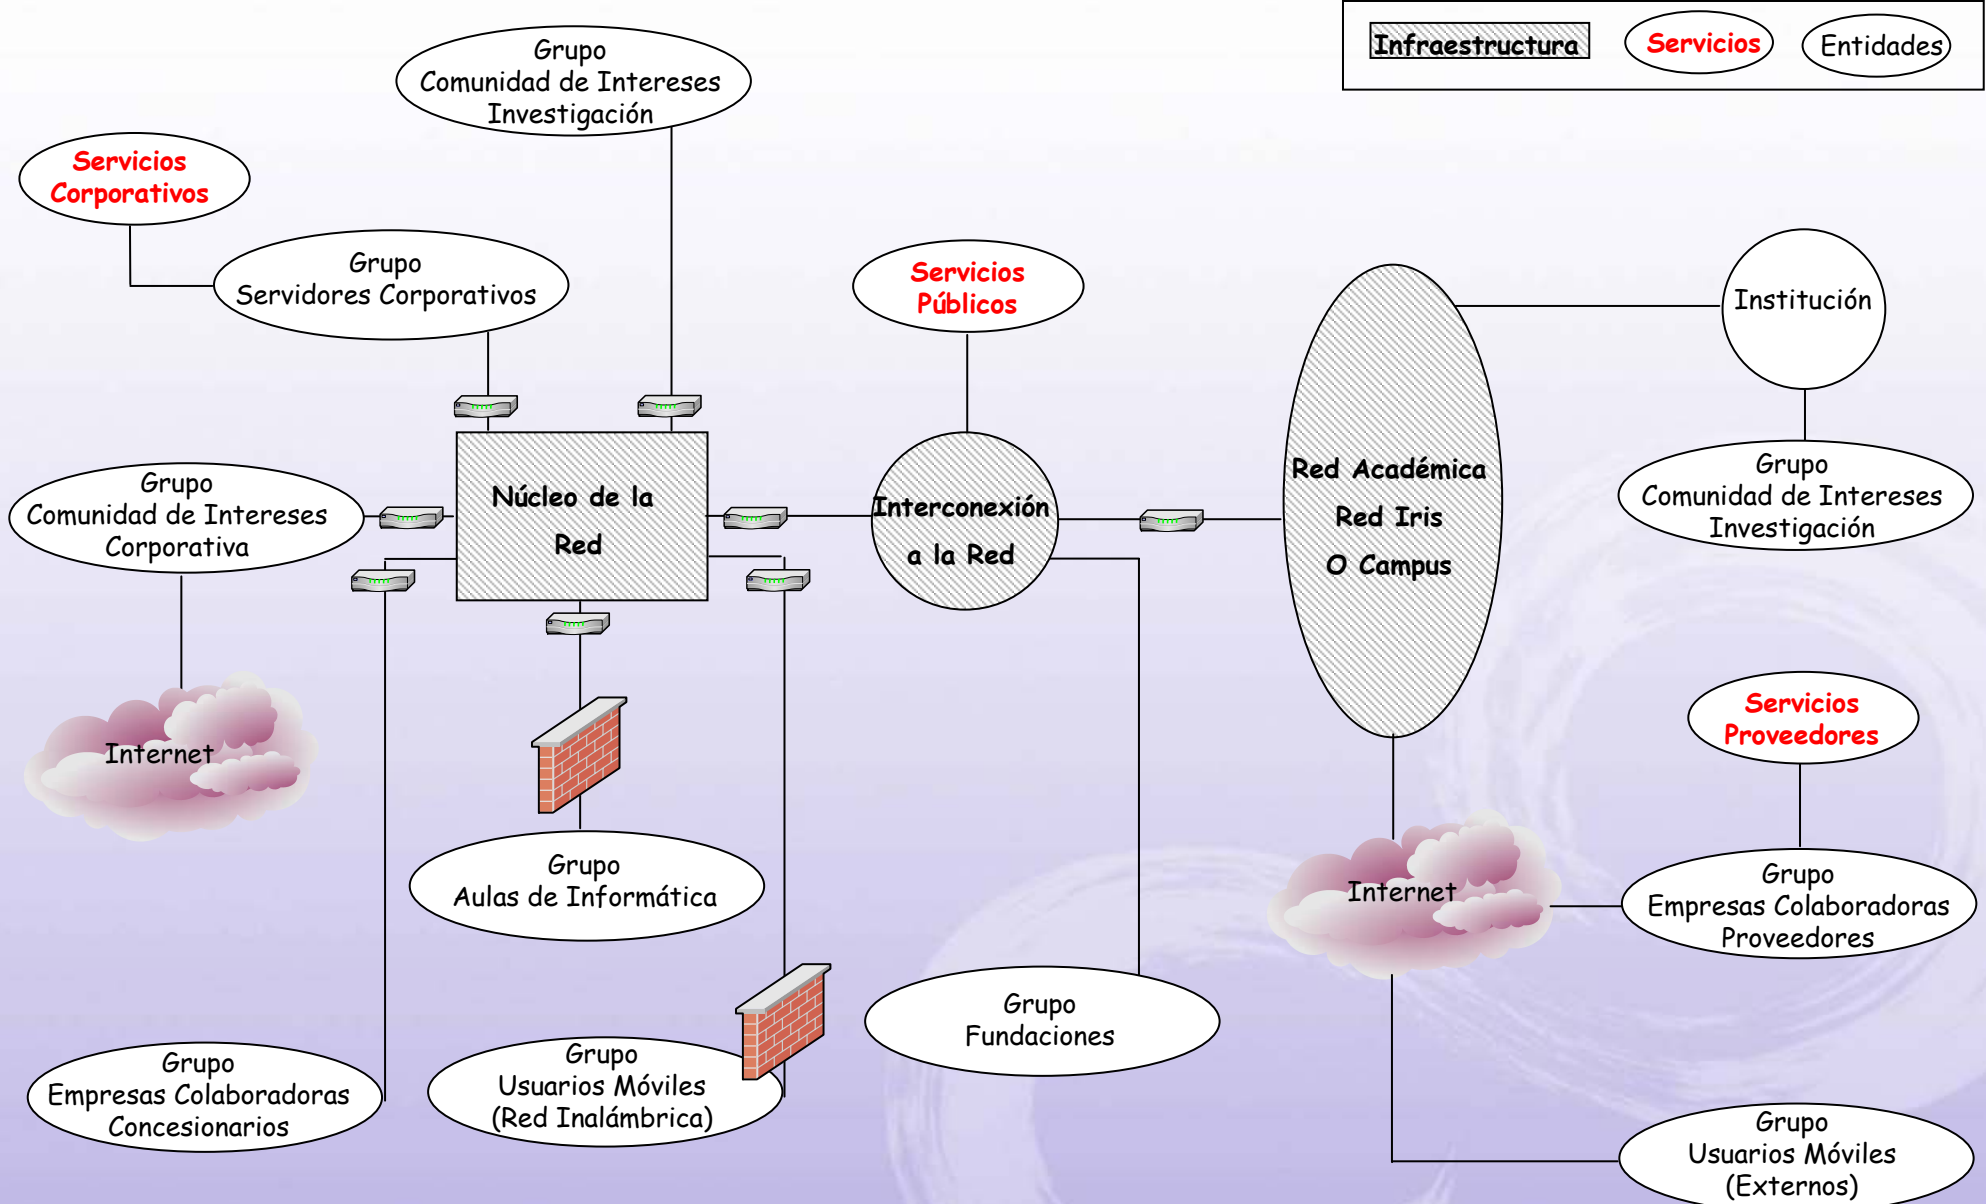 Infraestructura
Servicios
Entidades
Grupo
Comunidad de Intereses
Investigación
Servicios
Corporativos
Grupo
Servidores Corporativos
Servicios
Públicos
Institución
Grupo
Comunidad de Intereses
Corporativa
Núcleo de la
Red
Interconexión
a la Red
Red Académica
Red Iris
O Campus
Grupo
Comunidad de Intereses
Investigación
Internet
Servicios
Proveedores
Grupo
Aulas de Informática
Internet
Grupo
Empresas Colaboradoras
Proveedores
Grupo
Fundaciones
Grupo
Empresas Colaboradoras
Concesionarios
Grupo
Usuarios Móviles
(Red Inalámbrica)
Grupo
Usuarios Móviles
(Externos)